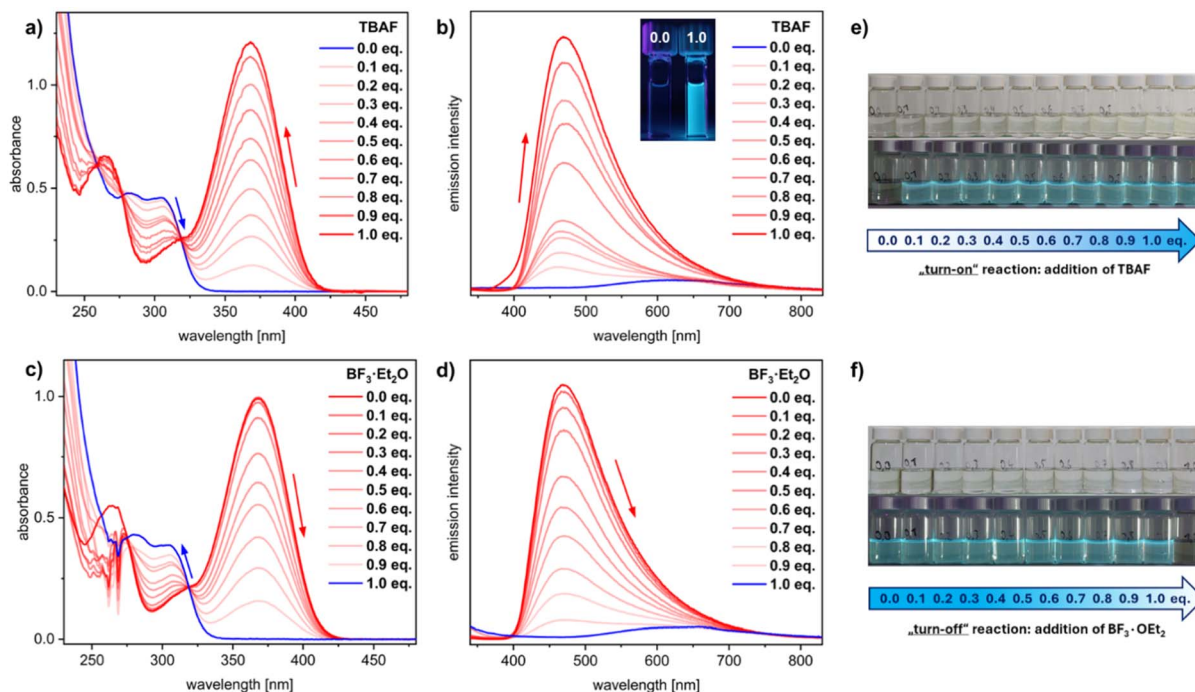 a)
TBAF
0.0 eq.
0.1 eq.
0.2 eq.
0.3 eq.
0.4 eq.
0.5 eq.
0.6 eq.
0.7 eq.
0.8 eq.
0.9 eq.
1.0 eq.
absorbance
1.0
0.5
0.0
250 300 350 400 450
wavelength [nm]
b)
TBAF
0.0 1.0
0.0 eq.
0.1 eq.
0.2 eq.
0.3 eq.
0.4 eq.
0.5 eq.
0.6 eq.
0.7 eq.
0.8 eq.
0.9 eq.
1.0 eq.
emission intensity
400 500 600 700 800
wavelength [nm]
e)
0.0 0.1 0.2 0.3 0.4 0.5 0.6 0.7 0.8 0.9 1.0 eq.
„turn-on“ reaction: addition of TBAF
c)
BF₃·Et₂O
0.0 eq.
0.1 eq.
0.2 eq.
0.3 eq.
0.4 eq.
0.5 eq.
0.6 eq.
0.7 eq.
0.8 eq.
0.9 eq.
1.0 eq.
absorbance
1.0
0.5
0.0
250 300 350 400 450
wavelength [nm]
d)
BF₃·Et₂O
0.0 eq.
0.1 eq.
0.2 eq.
0.3 eq.
0.4 eq.
0.5 eq.
0.6 eq.
0.7 eq.
0.8 eq.
0.9 eq.
1.0 eq.
emission intensity
400 500 600 700 800
wavelength [nm]
f)
0.0 0.1 0.2 0.3 0.4 0.5 0.6 0.7 0.8 0.9 1.0 eq.
„turn-off“ reaction: addition of BF₃·OEt₂